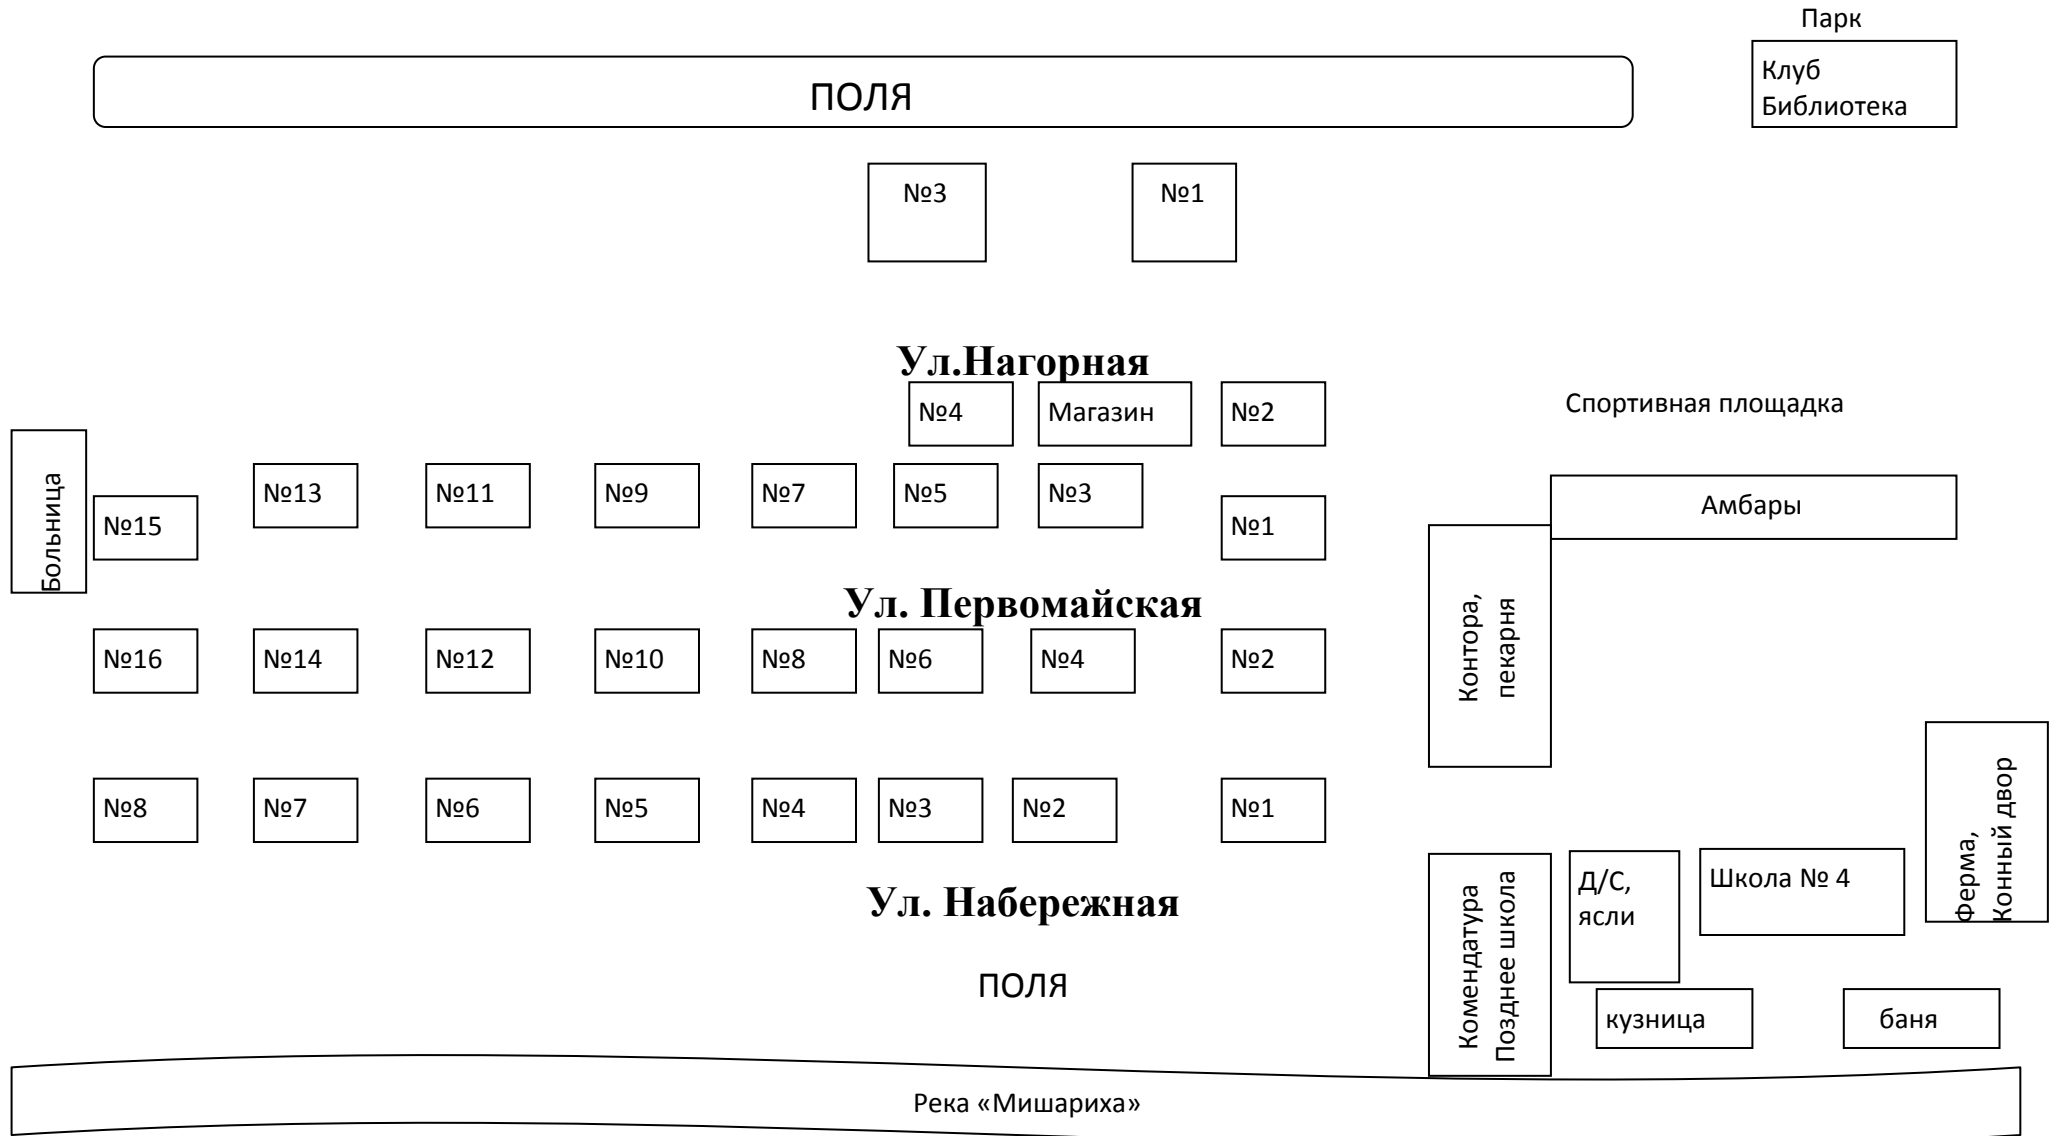 Парк
Клуб
Библиотека
ПОЛЯ
№3
№1
Ул.Нагорная
№4
Магазин
№2
Спортивная площадка
Больница
№15
№13
№11
№9
№7
№5
№3
№1
Амбары
Контора,
пекарня
Ул. Первомайская
№16
№14
№12
№10
№8
№6
№4
№2
№8
№7
№6
№5
№4
№3
№2
№1
Ферма,
Конный двор
Ул. Набережная
Комендатура
Позднее школа
Д/С,
ясли
Школа № 4
ПОЛЯ
кузница
баня
Река «Мишариха»